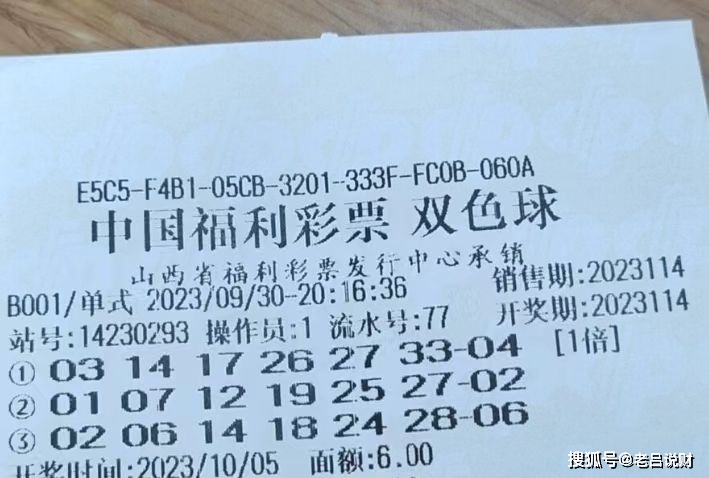 E5C5-F4B1-05CB-3201-333F-FC0B-060A
中国福利彩票 双色球
山西省福利彩票发行中心承销
销售期:2023114
B001/单式 2023/09/30-20:16:36
开奖期:2023114
站号:14230293 操作员:1 流水号:77
① 03 14 17 26 27 33-04 [1倍]
② 01 07 12 19 25 27-02
③ 02 06 14 18 24 28-06
开奖时间:2023/10/05 面额:6.00
搜狐号@老吕说财